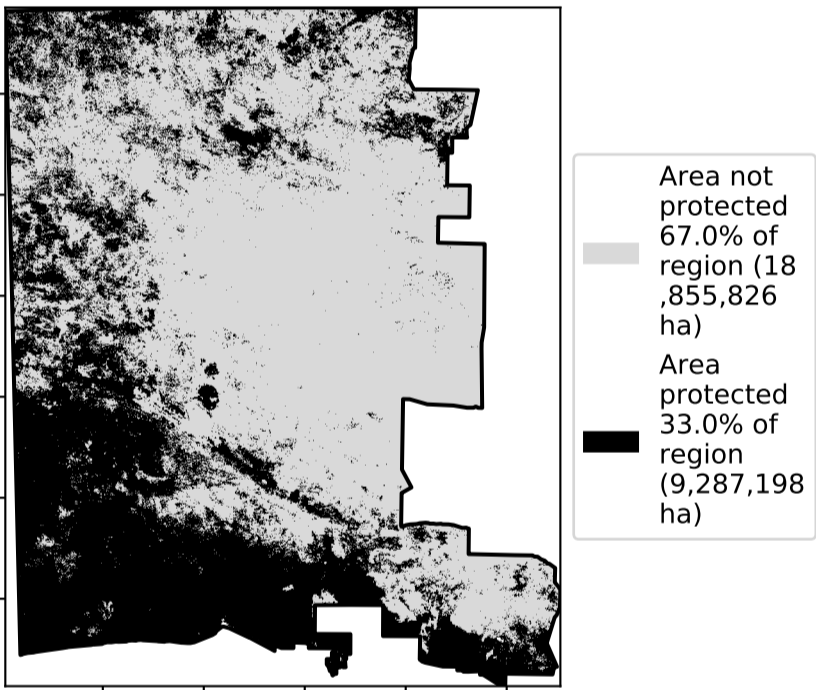 Area not
protected
67.0% of
region (18
,855,826
ha)
Area
protected
33.0% of
region
(9,287,198
ha)